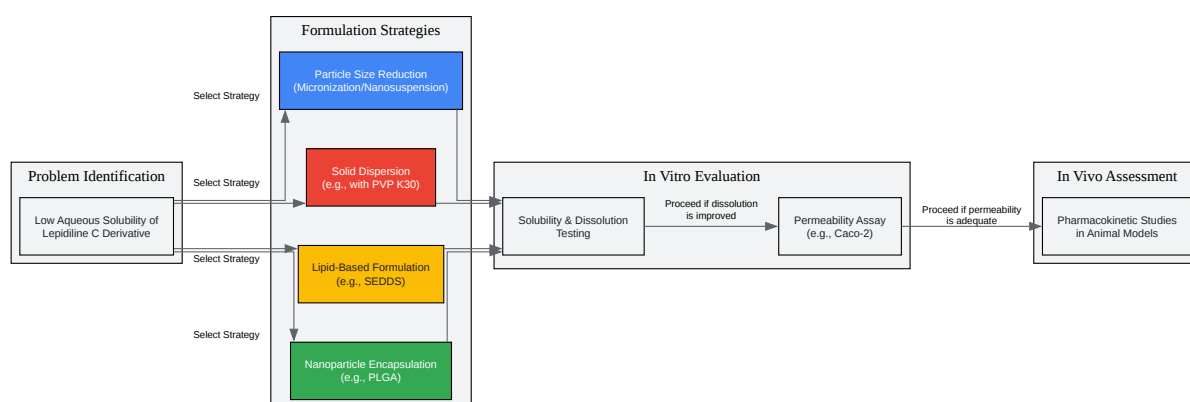 Formulation Strategies
Particle Size Reduction
(Micronization/Nanosuspension)
Select Strategy
Solid Dispersion
(e.g., with PVP K30)
Select Strategy
Problem Identification
Low Aqueous Solubility of
Lepidiline C Derivative
Select Strategy
Lipid-Based Formulation
(e.g., SEDDS)
Select Strategy
Nanoparticle Encapsulation
(e.g., PLGA)
In Vitro Evaluation
Solubility & Dissolution
Testing
Proceed if dissolution
is improved
Permeability Assay
(e.g., Caco-2)
Proceed if permeability
is adequate
In Vivo Assessment
Pharmacokinetic Studies
in Animal Models